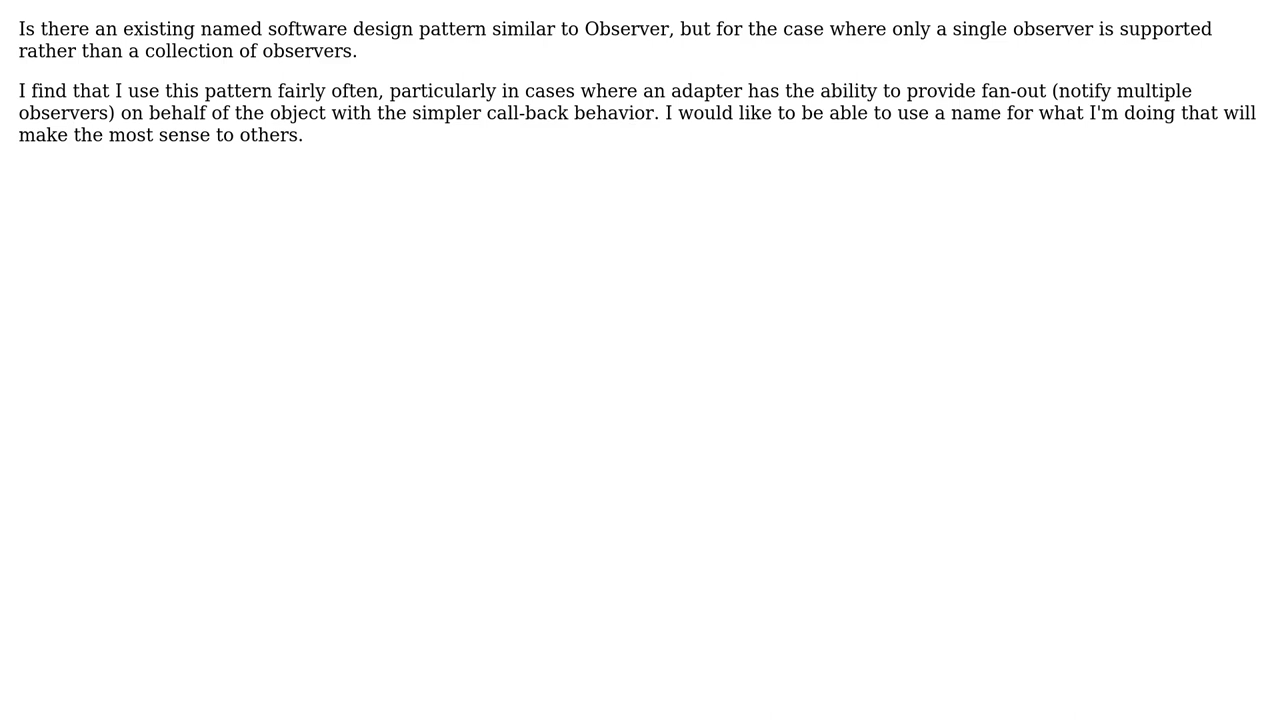 Is there an existing named software design pattern similar to Observer, but for the case where only a single observer is supported
rather than a collection of observers.
I find that I use this pattern fairly often, particularly in cases where an adapter has the ability to provide fan-out (notify multiple
observers) on behalf of the object with the simpler call-back behavior. I would like to be able to use a name for what I'm doing that will
make the most sense to others.